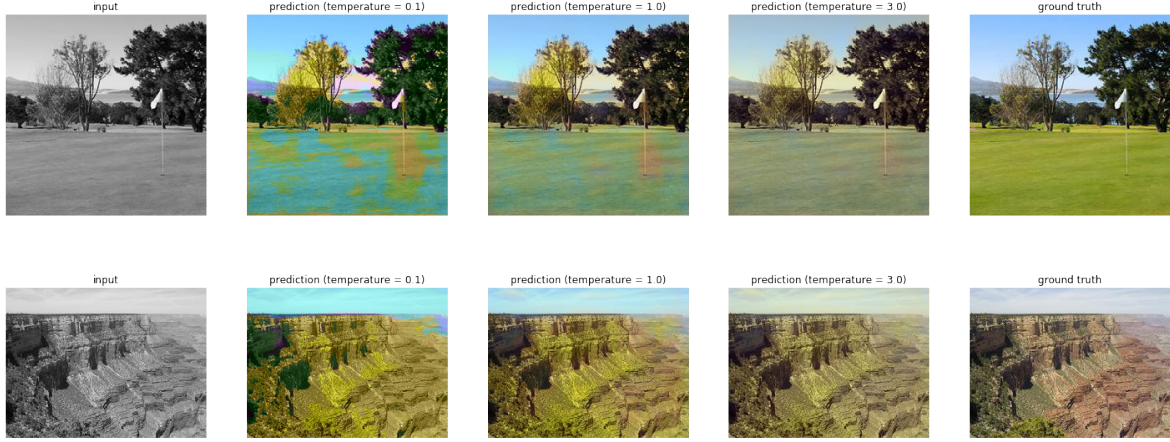 input
prediction (temperature = 0.1)
prediction (temperature = 1.0)
prediction (temperature = 3.0)
ground truth
input
prediction (temperature = 0.1)
prediction (temperature = 1.0)
prediction (temperature = 3.0)
ground truth